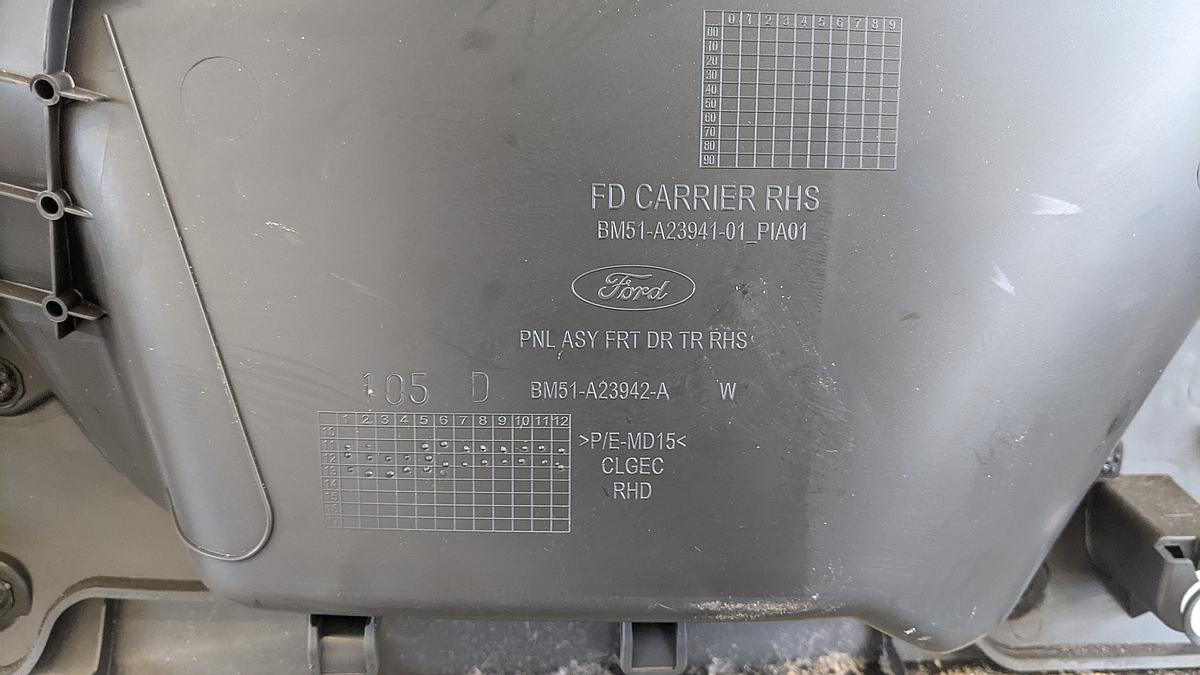 0 1 2 3 4 5 6 7 8 9
00
10
20
30
40
50
60
70
80
90
FD CARRIER RHS
BM51-A23941-01_PIA01
Ford
PNL ASY FRT DR TR RHS
105 D
BM51-A23942-A W
1 2 3 4 5 6 7 8 9 10 11 12
10
11
12
13
14
15
16
17
>P/E-MD15<
CLGEC
RHD